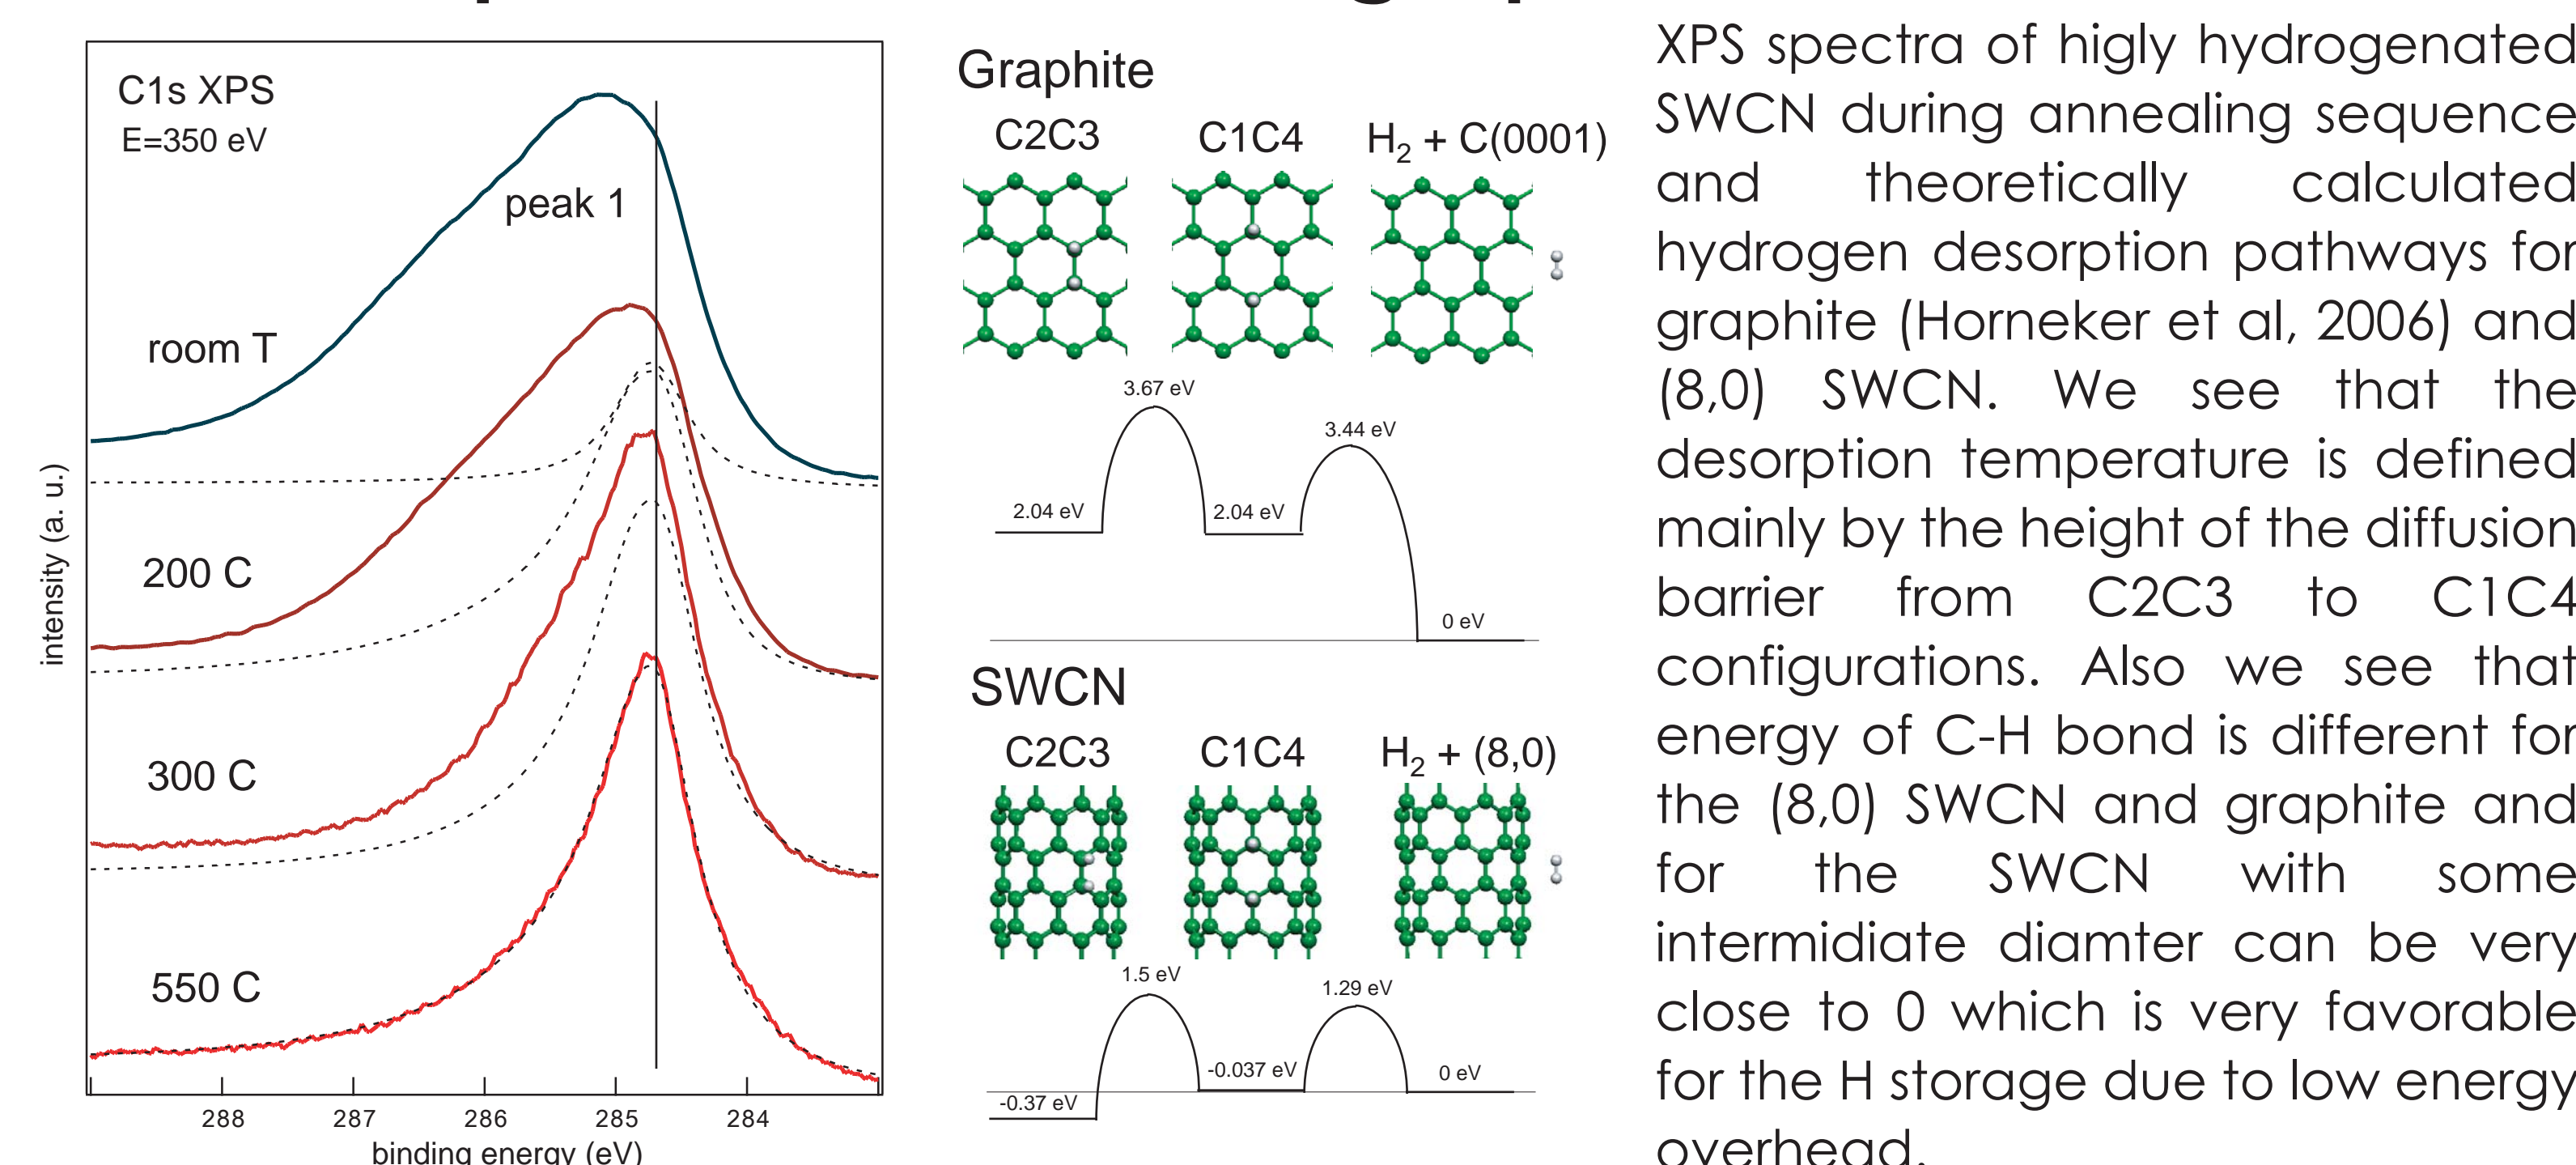 C1s XPS
E=350 eV
peak 1
room T
200 C
300 C
550 C
intensity (a. u.)
288 287 286 285 284
binding energy (eV)
Graphite
C2C3 C1C4 H2 + C(0001)
3.67 eV
3.44 eV
2.04 eV 2.04 eV
0 eV
SWCN
C2C3 C1C4 H2 + (8,0)
1.5 eV
1.29 eV
-0.037 eV 0 eV
-0.37 eV
XPS spectra of higly hydrogenated
SWCN during annealing sequence
and theoretically calculated
hydrogen desorption pathways for
graphite (Horneker et al, 2006) and
(8,0) SWCN. We see that the
desorption temperature is defined
mainly by the height of the diffusion
barrier from C2C3 to C1C4
configurations. Also we see that
energy of C-H bond is different for
the (8,0) SWCN and graphite and
for the SWCN with some
intermidiate diamter can be very
close to 0 which is very favorable
for the H storage due to low energy
overhead.